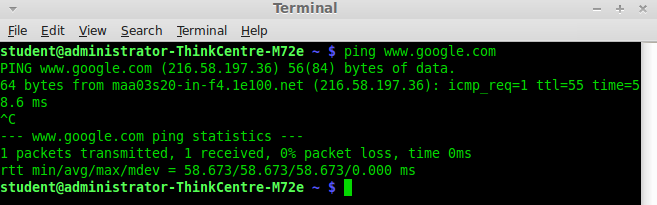 Terminal
File Edit View Search Terminal Help
student@administrator-ThinkCentre-M72e ~ $ ping www.google.com
PING www.google.com (216.58.197.36) 56(84) bytes of data.
64 bytes from maa03s20-in-f4.1e100.net (216.58.197.36): icmp_req=1 ttl=55 time=5
8.6 ms
^C
--- www.google.com ping statistics ---
1 packets transmitted, 1 received, 0% packet loss, time 0ms
rtt min/avg/max/mdev = 58.673/58.673/58.673/0.000 ms
student@administrator-ThinkCentre-M72e ~ $